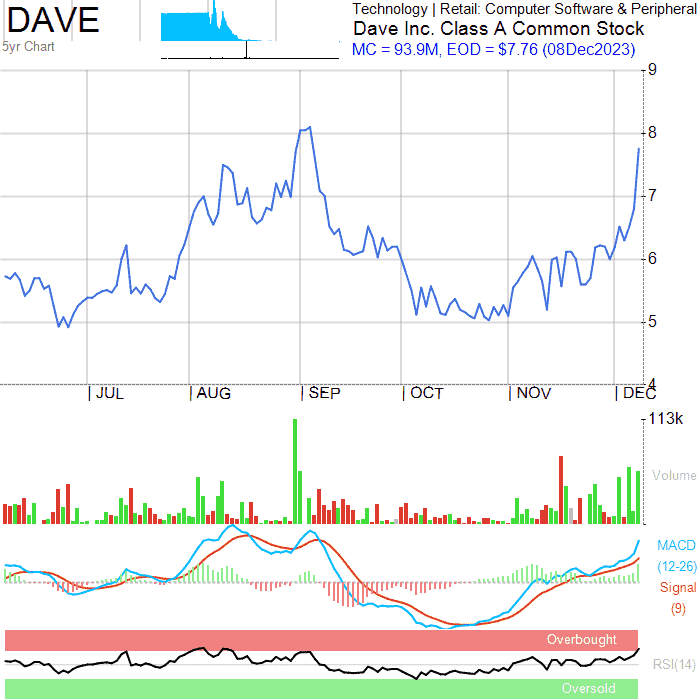 DAVE
5yr Chart
Technology | Retail: Computer Software & Peripheral
Dave Inc. Class A Common Stock
MC = 93.9M, EOD = $7.76 (08Dec2023)
9
8
7
6
5
4
JUL AUG SEP OCT NOV DEC
113k
Volume
MACD
(12-26)
Signal
(9)
Overbought
RSI(14)
Oversold